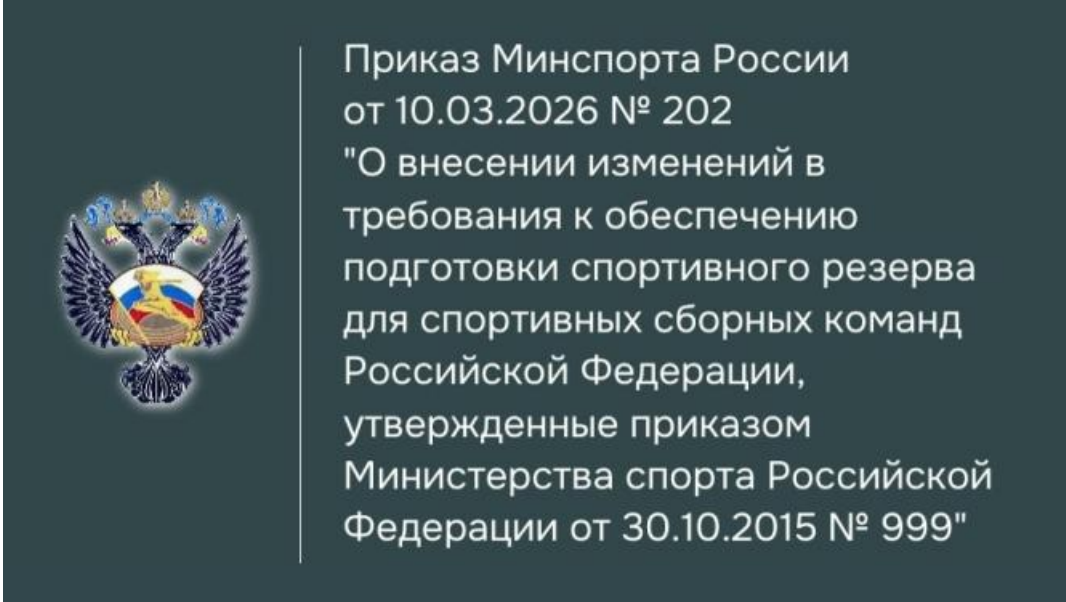 Приказ Минспорта России
от 10.03.2026 № 202
"О внесении изменений в
требования к обеспечению
подготовки спортивного резерва
для спортивных сборных команд
Российской Федерации,
утвержденные приказом
Министерства спорта Российской
Федерации от 30.10.2015 № 999"